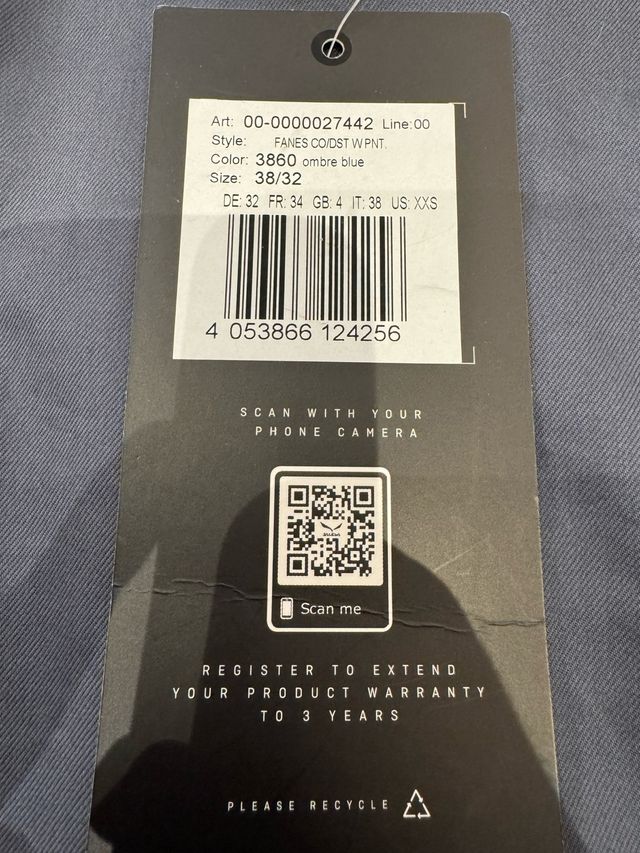 Art: 00-0000027442 Line:00
Style: FANES CO/DST W PNT.
Color: 3860 ombre blue
Size: 38/32
DE: 32 FR: 34 GB: 4 IT: 38 US: XXS
4 053866 124256
SCAN WITH YOUR
PHONE CAMERA
SALEWA
Scan me
REGISTER TO EXTEND
YOUR PRODUCT WARRANTY
TO 3 YEARS
PLEASE RECYCLE